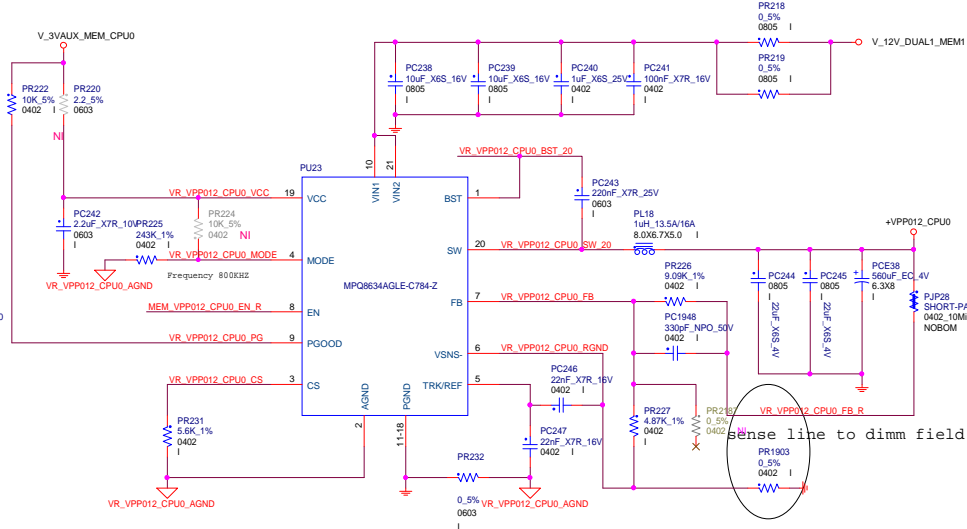 V_3VAUX_MEM_CPU0
PR222
10K_5%
0402
I
PR220
2.2_5%
0603
NI
PC238
10uF_X6S_16V
0805
I
PC239
10uF_X6S_16V
0805
I
PC240
1uF_X6S_25V
0402
I
PC241
100nF_X7R_16V
0402
I
PR218
0_5%
0805
I
V_12V_DUAL1_MEM1
PR219
0_5%
0805
I
PU23
10
21
VIN1
VIN2
VR_VPP012_CPU0_BST_20
VR_VPP012_CPU0_VCC
19
VCC
BST
1
PC243
220nF_X7R_25V
0603
I
PC242
2.2uF_X7R_10V
0603
I
PR225
243K_1%
0402
I
PR224
10K_5%
0402
NI
VR_VPP012_CPU0_MODE
4
MODE
Frequency 800KHZ
VR_VPP012_CPU0_AGND
MPQ8634AGLE-C784-Z
SW
20
VR_VPP012_CPU0_SW_20
PL18
1uH_13.5A/16A
8.0X6.7X5.0
I
+VPP012_CPU0
PC244
0805
I
22uF_X6S_4V
PC245
0805
I
22uF_X6S_4V
PCE38
560uF_EC_4V
6.3X8
I
PJP28
SHORT-PA
0402_10Mi
NOBOM
MEM_VPP012_CPU0_EN_R
8
EN
FB
7
VR_VPP012_CPU0_FB
PR226
9.09K_1%
0402
I
PC1948
330pF_NPO_50V
0402
I
VR_VPP012_CPU0_PG
9
PGOOD
VSNS-
6
VR_VPP012_CPU0_RGND
VR_VPP012_CPU0_CS
3
CS
TRK/REF
5
PC246
22nF_X7R_16V
0402
I
AGND
PGND
2
11-18
PR231
5.6K_1%
0402
I
VR_VPP012_CPU0_AGND
PR232
0_5%
0603
I
PC247
22nF_X7R_16V
0402
I
VR_VPP012_CPU0_AGND
PR227
4.87K_1%
0402
I
0_5%
0402
NI
VR_VPP012_CPU0_FB_R
sense line to dimm field
PR1903
0_5%
0402
I